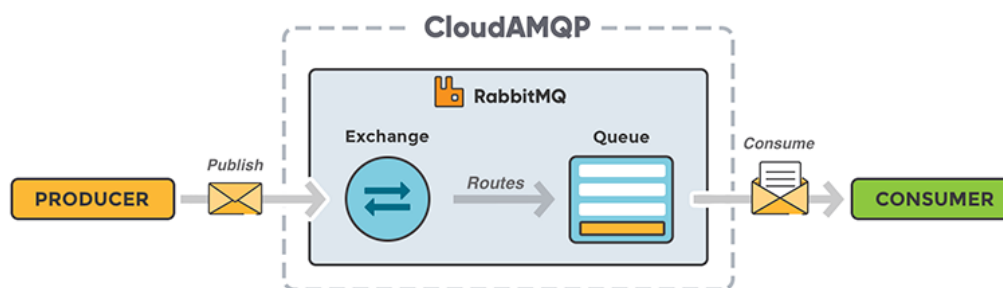 CloudAMQP
RabbitMQ
Exchange
Queue
Publish
Consume
Routes
PRODUCER
CONSUMER